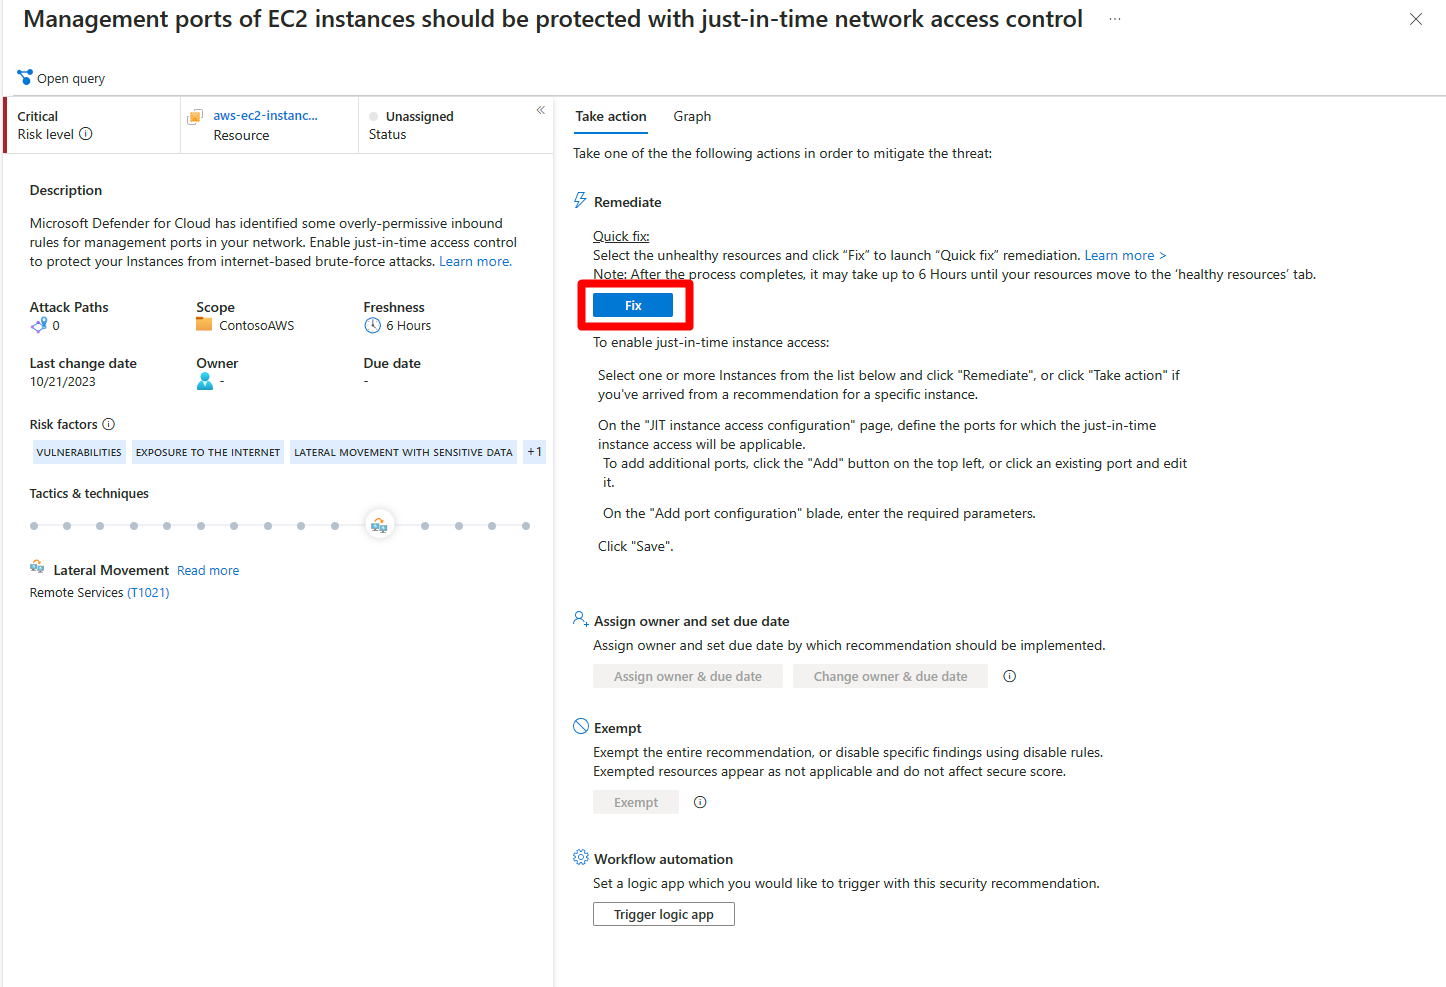 Management ports of EC2 instances should be protected with just-in-time network access control ...
Open query
Critical
Risk level
aws-ec2-instanc...
Resource
Unassigned
Status
Description
Microsoft Defender for Cloud has identified some overly-permissive inbound
rules for management ports in your network. Enable just-in-time access control
to protect your Instances from internet-based brute-force attacks. Learn more.
Attack Paths
0
Scope
ContosoAWS
Freshness
6 Hours
Last change date
10/21/2023
Owner
-
Due date
-
Risk factors
VULNERABILITIES EXPOSURE TO THE INTERNET LATERAL MOVEMENT WITH SENSITIVE DATA +1
Tactics & techniques
Lateral Movement Read more
Remote Services (T1021)
Take action Graph
Take one of the the following actions in order to mitigate the threat:
Remediate
Quick fix:
Select the unhealthy resources and click “Fix” to launch “Quick fix” remediation. Learn more >
Note: After the process completes, it may take up to 6 Hours until your resources move to the ‘healthy resources’ tab.
Fix
To enable just-in-time instance access:
Select one or more Instances from the list below and click "Remediate", or click "Take action" if
you've arrived from a recommendation for a specific instance.
On the "JIT instance access configuration" page, define the ports for which the just-in-time
instance access will be applicable.
To add additional ports, click the "Add" button on the top left, or click an existing port and edit
it.
On the "Add port configuration" blade, enter the required parameters.
Click "Save".
Assign owner and set due date
Assign owner and set due date by which recommendation should be implemented.
Assign owner & due date Change owner & due date
Exempt
Exempt the entire recommendation, or disable specific findings using disable rules.
Exempted resources appear as not applicable and do not affect secure score.
Exempt
Workflow automation
Set a logic app which you would like to trigger with this security recommendation.
Trigger logic app